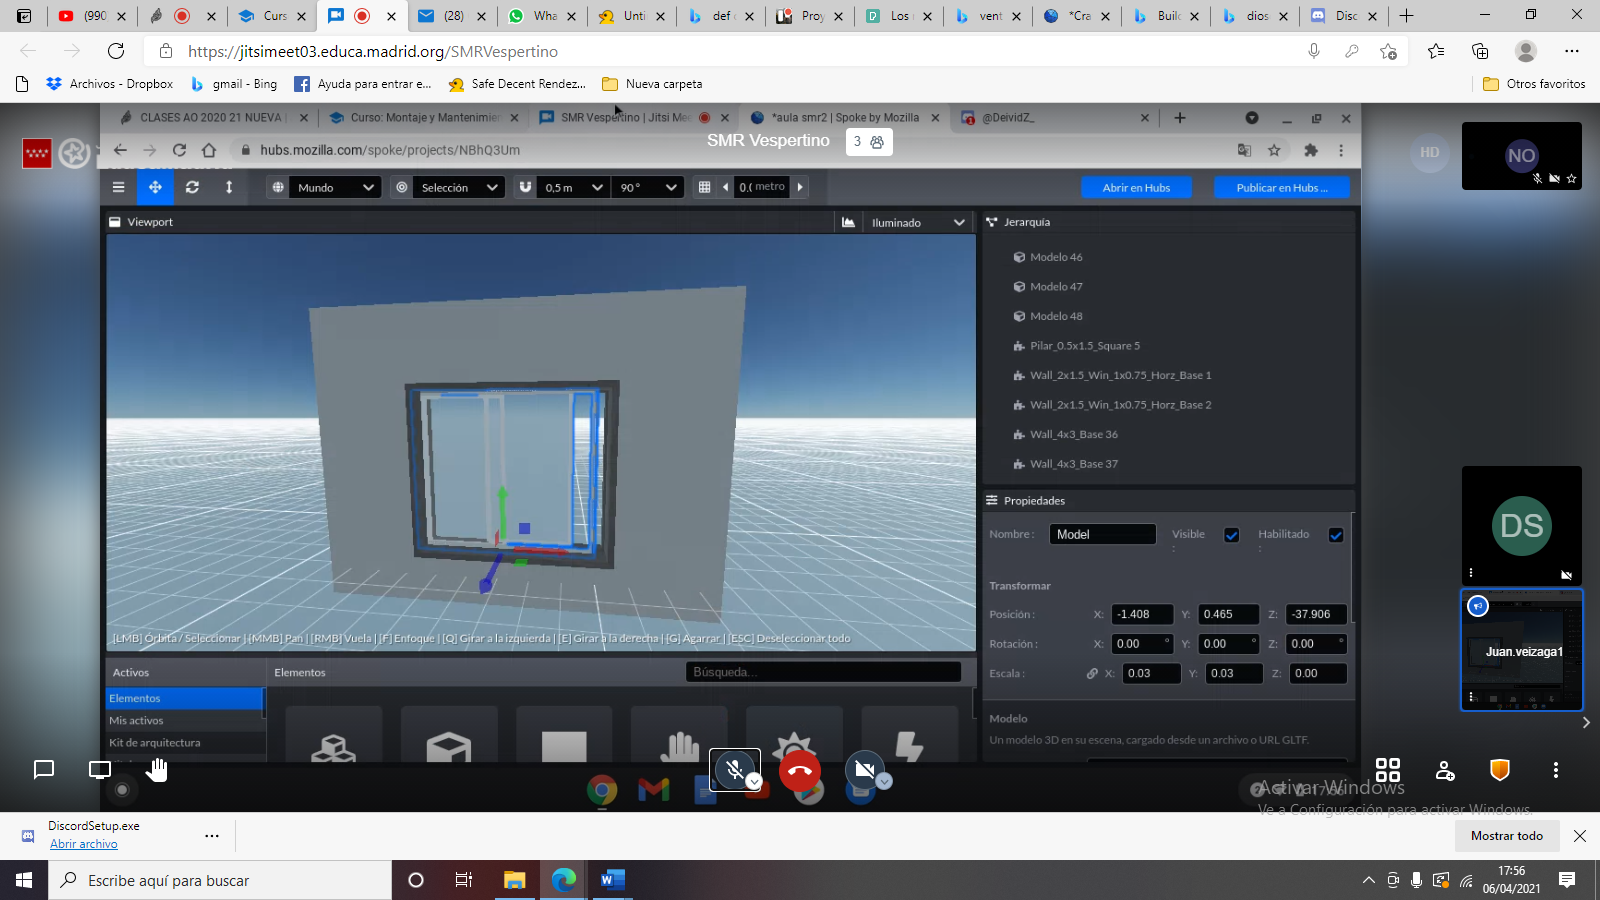 (990
Curs
(28)
Wha
Unti
def
Proy
Los
vent
*Cra
Build
dios
Disc
https://jitsimeet03.educa.madrid.org/SMRVespertino
Archivos - Dropbox
gmail - Bing
Ayuda para entrar e...
Safe Decent Rendez...
Nueva carpeta
Otros favoritos
CLASES AO 2020 21 NUEVA
Curso: Montaje y Mantenimien
SMR Vespertino | Jitsi Mee
*aula smr2 | Spoke by Mozilla
@DeividZ_
SMR Vespertino
3
hubs.mozilla.com/spoke/projects/NBhQ3Um
HD
NO
Mundo
Selección
0,5 m
90 °
0.( metro
Abrir en Hubs
Publicar en Hubs ...
Viewport
Iluminado
Jerarquía
Modelo 46
Modelo 47
Modelo 48
Pilar_0.5x1.5_Square 5
Wall_2x1.5_Win_1x0.75_Horz_Base 1
Wall_2x1.5_Win_1x0.75_Horz_Base 2
Wall_4x3_Base 36
Wall_4x3_Base 37
Propiedades
Nombre : Model Visible : Habilitado :
Transformar
Posición : X: -1.408 Y: 0.465 Z: -37.906
Rotación : X: 0.00 ° Y: 0.00 ° Z: 0.00 °
Escala : X: 0.03 Y: 0.03 Z: 0.00
Modelo
Un modelo 3D en su escena, cargado desde un archivo o URL GLTF.
[LMB] Órbita / Seleccionar | [MMB] Pan | [RMB] Vuela | [F] Enfoque | [Q] Girar a la izquierda | [E] Girar a la derecha | [G] Agarrar | [ESC] Deseleccionar todo
Activos
Elementos
Búsqueda...
Elementos
Mis activos
Kit de arquitectura
DS
Juan.veizaga1
Activar Windows
Ve a Configuración para activar Windows.
DiscordSetup.exe
Abrir archivo
Mostrar todo
Escribe aquí para buscar
17:56
06/04/2021